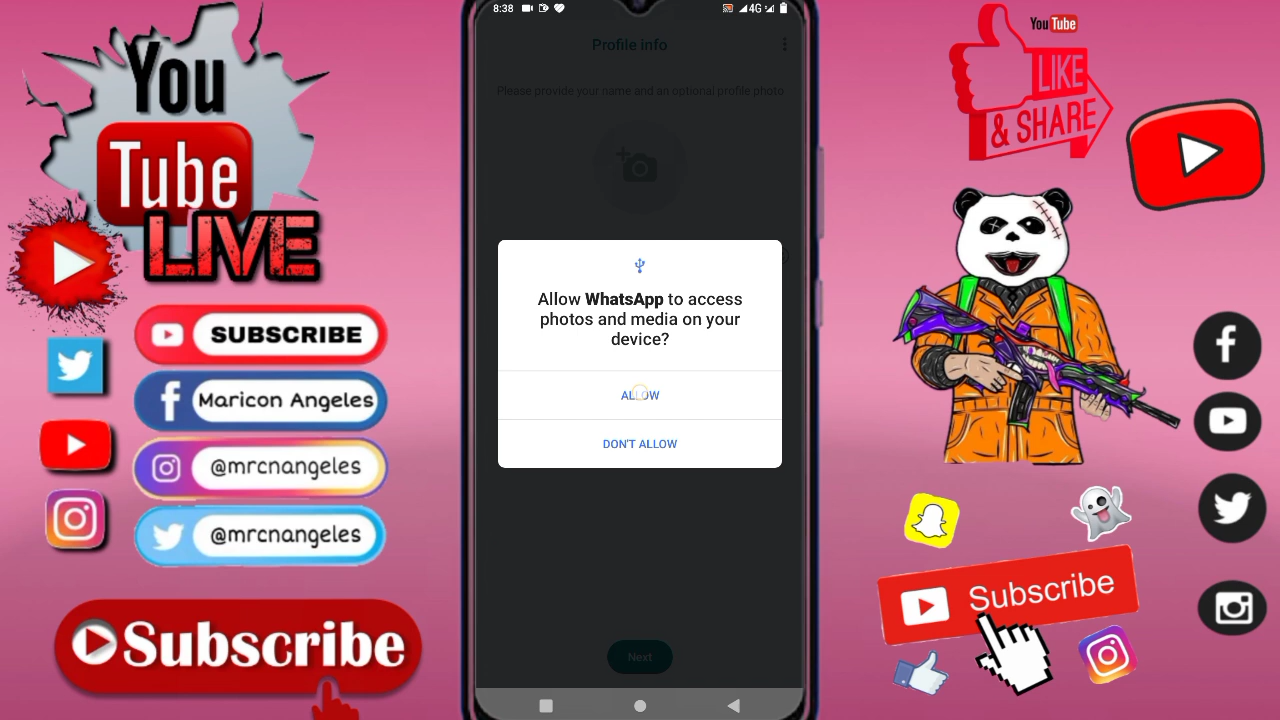 You
Tube
LIVE
SUBSCRIBE
Maricon Angeles
@mrcnangeles
@mrcnangeles
Subscribe
8:38
4G
Profile info
Please provide your name and an optional profile photo
Allow WhatsApp to access
photos and media on your
device?
ALLOW
DON'T ALLOW
Next
YouTube
LIKE
& SHARE
Subscribe